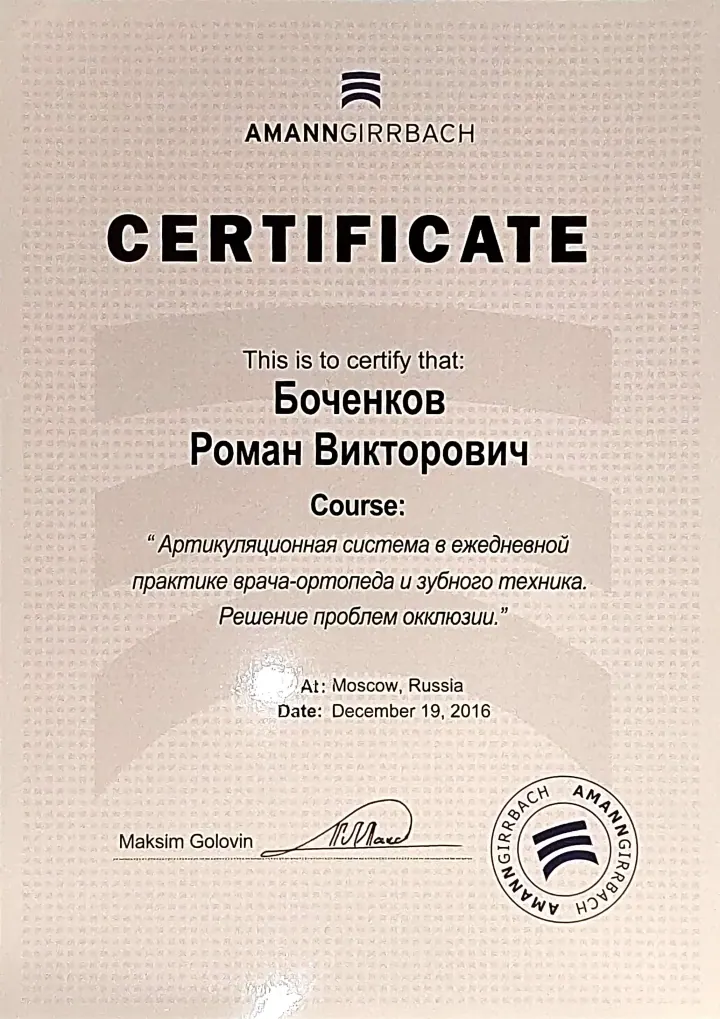 AMANNGIRRBACH
CERTIFICATE
This is to certify that:
Боченков
Роман Викторович
Course:
“ Артикуляционная система в ежедневной
практике врача-ортопеда и зубного техника.
Решение проблем окклюзии.”
At: Moscow, Russia
Date: December 19, 2016
Maksim Golovin
AMANNGIRRBACH AMANNGIRRBACH